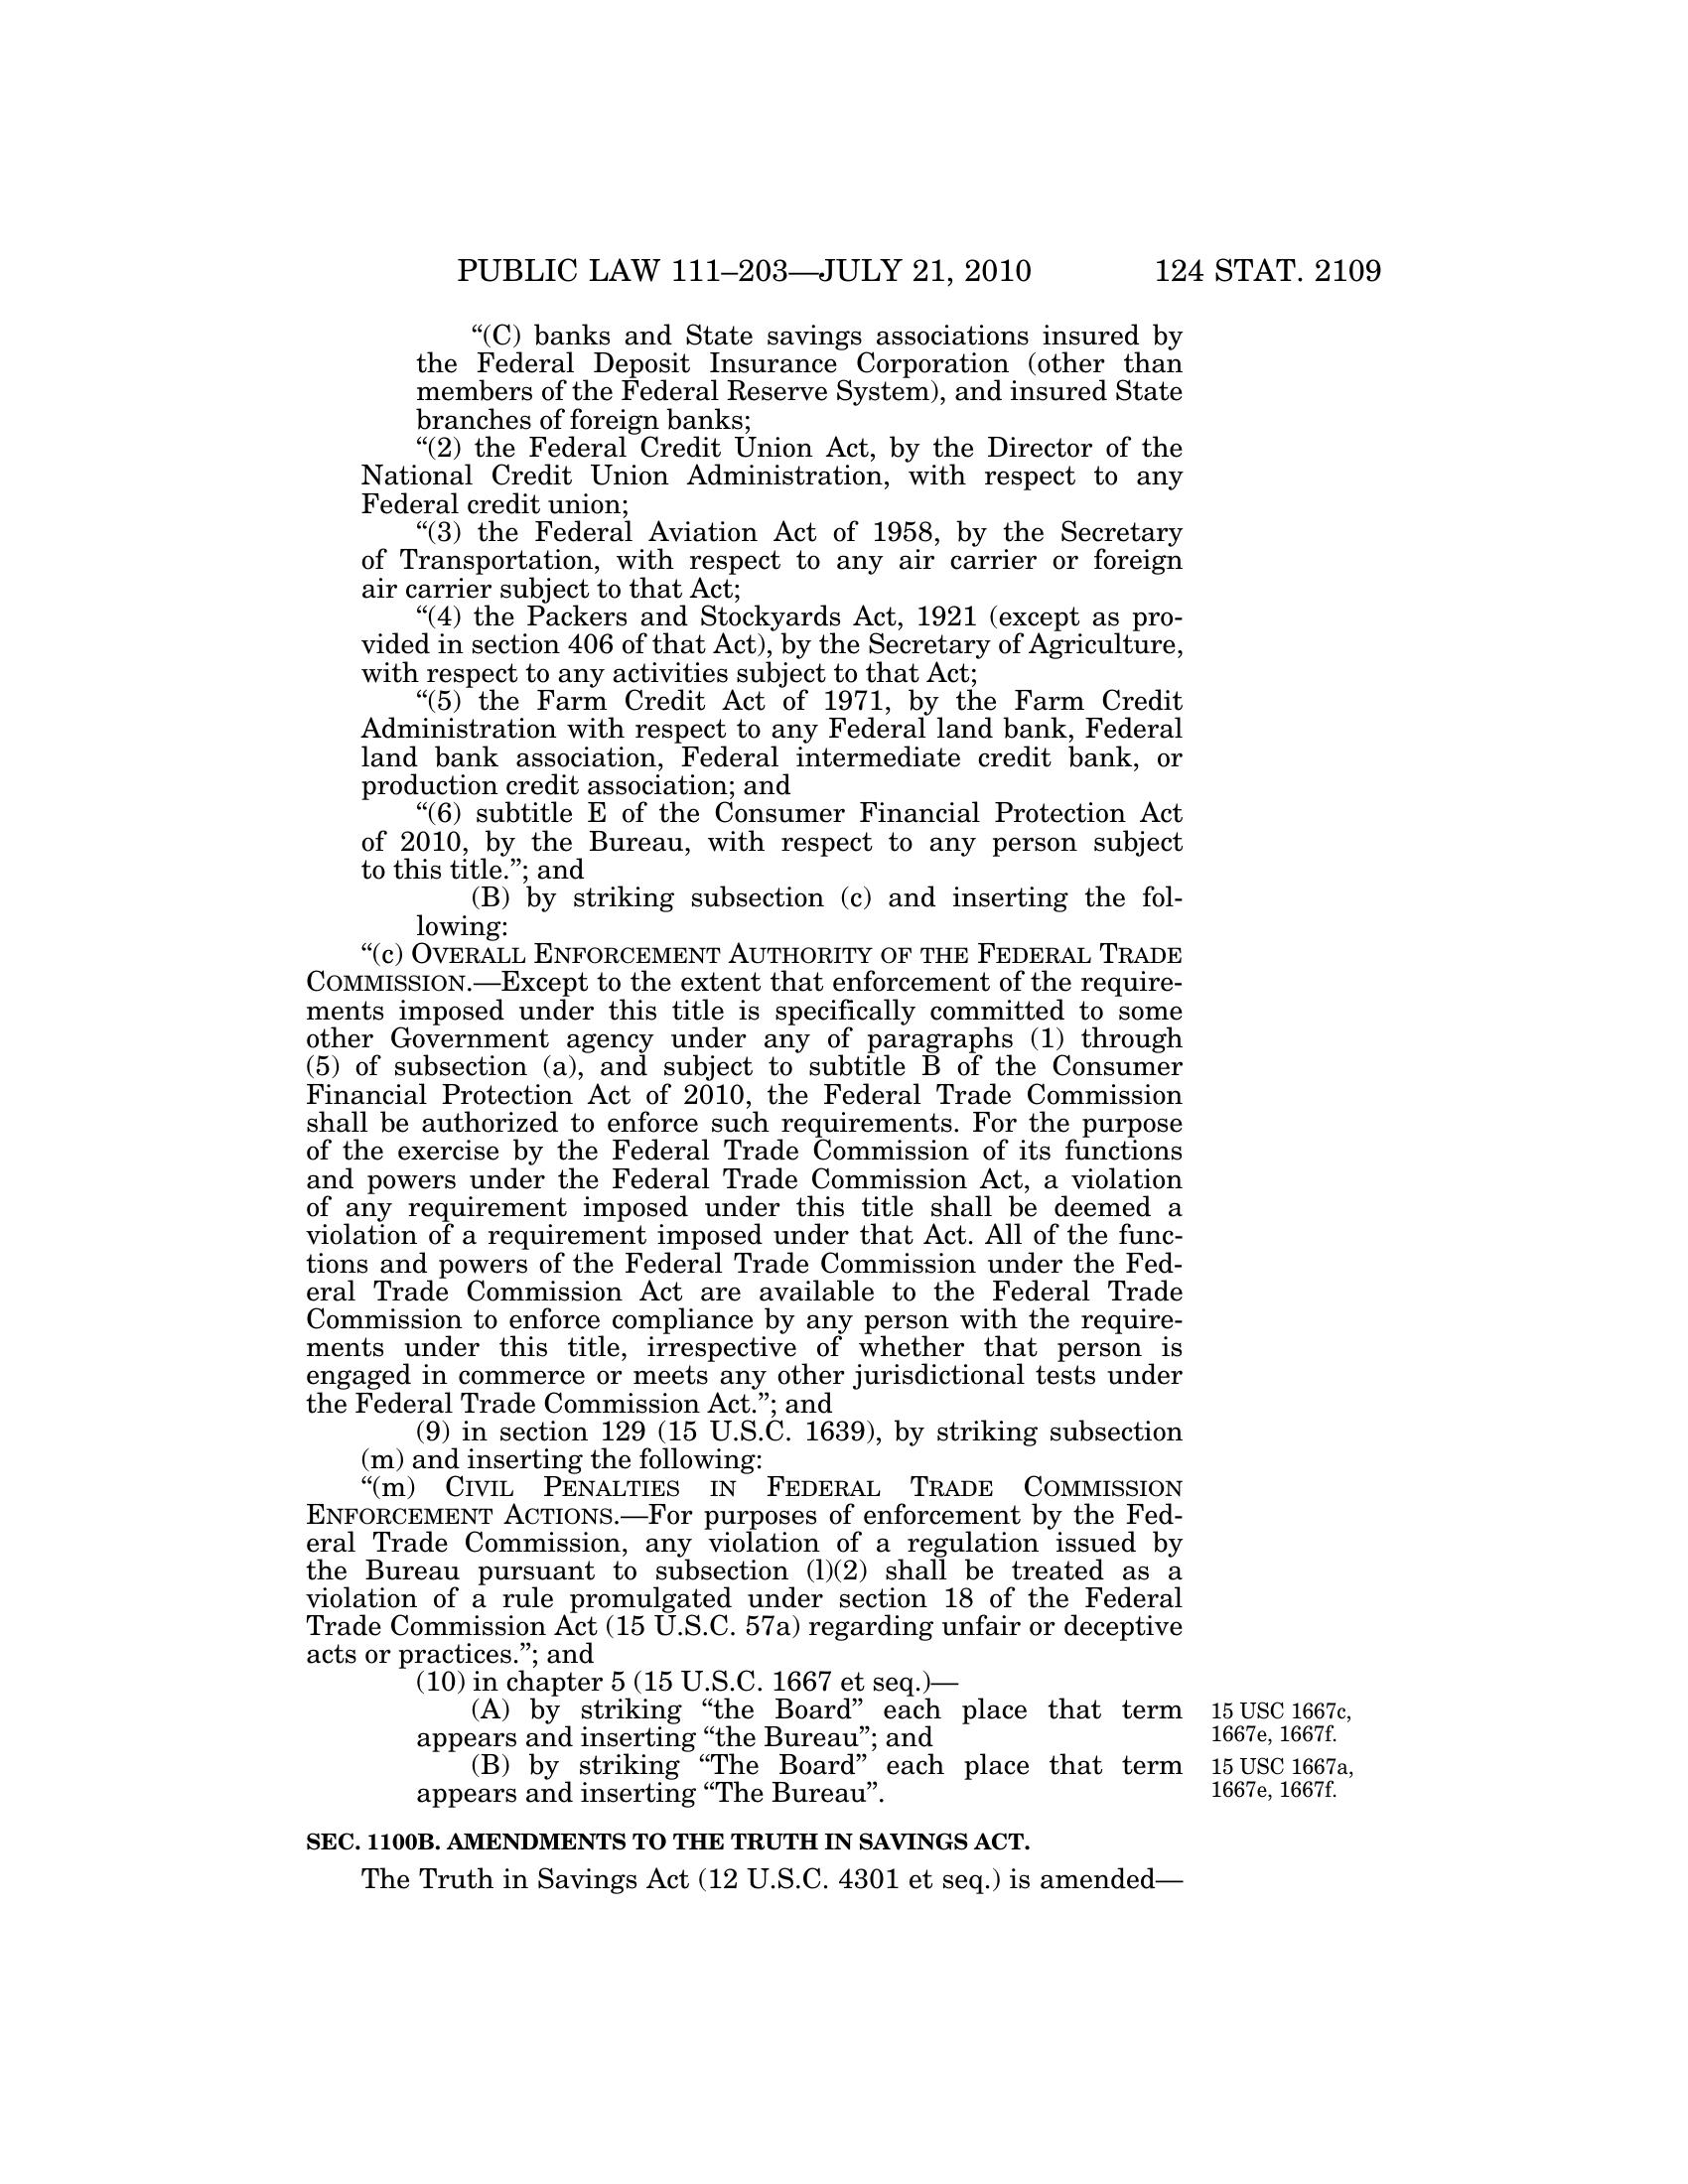 PUBLIC LAW 111–203—JULY 21, 2010 124 STAT. 2109
“(C) banks and State savings associations insured by
the Federal Deposit Insurance Corporation (other than
members of the Federal Reserve System), and insured State
branches of foreign banks;
“(2) the Federal Credit Union Act, by the Director of the
National Credit Union Administration, with respect to any
Federal credit union;
“(3) the Federal Aviation Act of 1958, by the Secretary
of Transportation, with respect to any air carrier or foreign
air carrier subject to that Act;
“(4) the Packers and Stockyards Act, 1921 (except as pro-
vided in section 406 of that Act), by the Secretary of Agriculture,
with respect to any activities subject to that Act;
“(5) the Farm Credit Act of 1971, by the Farm Credit
Administration with respect to any Federal land bank, Federal
land bank association, Federal intermediate credit bank, or
production credit association; and
“(6) subtitle E of the Consumer Financial Protection Act
of 2010, by the Bureau, with respect to any person subject
to this title.”; and
(B) by striking subsection (c) and inserting the fol-
lowing:
“(c) OVERALL ENFORCEMENT AUTHORITY OF THE FEDERAL TRADE
COMMISSION.—Except to the extent that enforcement of the require-
ments imposed under this title is specifically committed to some
other Government agency under any of paragraphs (1) through
(5) of subsection (a), and subject to subtitle B of the Consumer
Financial Protection Act of 2010, the Federal Trade Commission
shall be authorized to enforce such requirements. For the purpose
of the exercise by the Federal Trade Commission of its functions
and powers under the Federal Trade Commission Act, a violation
of any requirement imposed under this title shall be deemed a
violation of a requirement imposed under that Act. All of the func-
tions and powers of the Federal Trade Commission under the Fed-
eral Trade Commission Act are available to the Federal Trade
Commission to enforce compliance by any person with the require-
ments under this title, irrespective of whether that person is
engaged in commerce or meets any other jurisdictional tests under
the Federal Trade Commission Act.”; and
(9) in section 129 (15 U.S.C. 1639), by striking subsection
(m) and inserting the following:
“(m) CIVIL PENALTIES IN FEDERAL TRADE COMMISSION
ENFORCEMENT ACTIONS.—For purposes of enforcement by the Fed-
eral Trade Commission, any violation of a regulation issued by
the Bureau pursuant to subsection (l)(2) shall be treated as a
violation of a rule promulgated under section 18 of the Federal
Trade Commission Act (15 U.S.C. 57a) regarding unfair or deceptive
acts or practices.”; and
(10) in chapter 5 (15 U.S.C. 1667 et seq.)—
(A) by striking “the Board” each place that term
appears and inserting “the Bureau”; and
(B) by striking “The Board” each place that term
appears and inserting “The Bureau”.
15 USC 1667c,
1667e, 1667f.
15 USC 1667a,
1667e, 1667f.
SEC. 1100B. AMENDMENTS TO THE TRUTH IN SAVINGS ACT.
The Truth in Savings Act (12 U.S.C. 4301 et seq.) is amended—